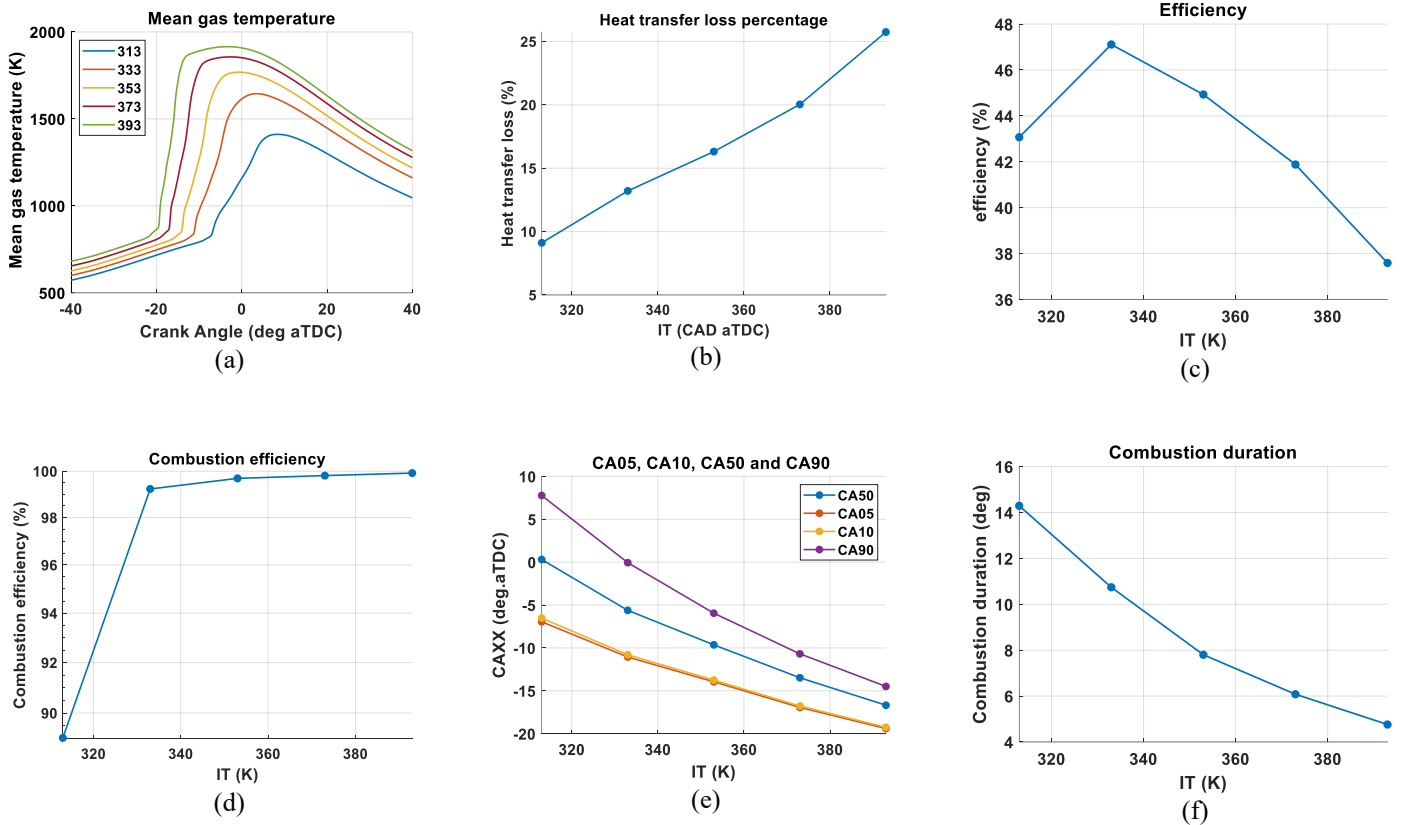 Mean gas temperature
2000
1500
1000
500
Mean gas temperature (K)
313
333
353
373
393
-40
-20
0
20
40
Crank Angle (deg aTDC)
(a)
Heat transfer loss percentage
25
20
15
10
5
Heat transfer loss (%)
320
340
360
380
IT (CAD aTDC)
(b)
Efficiency
48
46
44
42
40
38
36
efficiency (%)
320
340
360
380
IT (K)
(c)
Combustion efficiency
100
98
96
94
92
90
Combustion efficiency (%)
320
340
360
380
IT (K)
(d)
CA05, CA10, CA50 and CA90
10
5
0
-5
-10
-15
-20
CAXX (deg.aTDC)
CA50
CA05
CA10
CA90
320
340
360
380
IT (K)
(e)
Combustion duration
16
14
12
10
8
6
4
Combustion duration (deg)
320
340
360
380
IT (K)
(f)